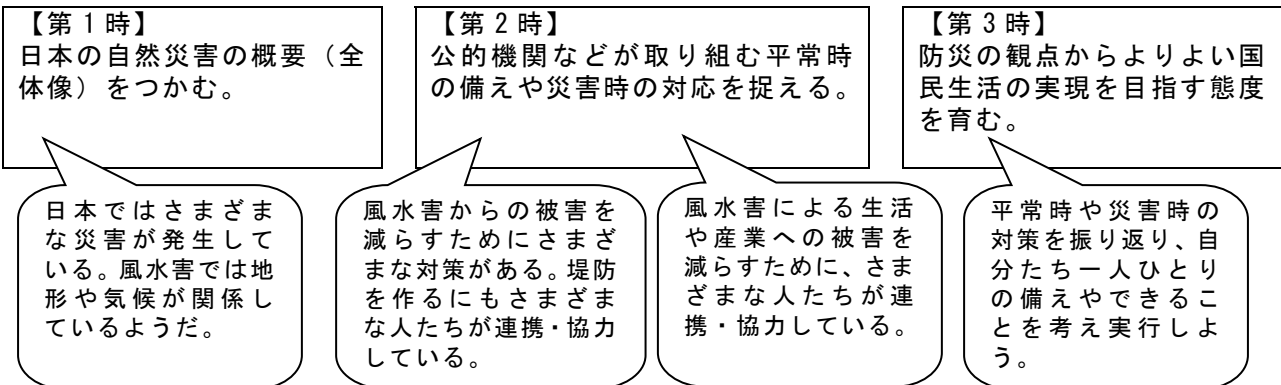 【第１時】
日本の自然災害の概要（全
体像）をつかむ。
【第２時】
公的機関などが取り組む平常時
の備えや災害時の対応を捉える。
【第３時】
防災の観点からよりよい国
民生活の実現を目指す態度
を育む。
日本ではさまざま
な災害が発生して
いる。風水害では地
形や気候が関係し
ているようだ。
風水害からの被害を
減らすためにさまざ
まな対策がある。堤防
を作るにもさまざま
な人たちが連携・協力
している。
風水害による生活
や産業への被害を
減らすために、さま
ざまな人たちが連
携・協力している。
平常時や災害時の
対策を振り返り、自
分たち一人ひとり
の備えやできるこ
とを考え実行しよ
う。